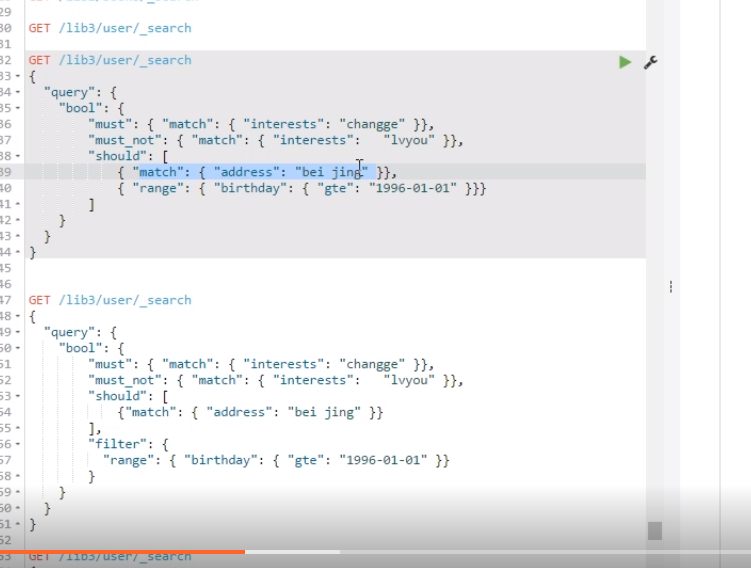 29
30 GET /lib3/user/_search
31
32 GET /lib3/user/_search
33 {
34 "query": {
35 "bool": {
36 "must": { "match": { "interests": "changge" }},
37 "must_not": { "match": { "interests": "lvyou" }},
38 "should": [
39 { "match": { "address": "bei jing" }},
40 { "range": { "birthday": { "gte": "1996-01-01" }}}
41 ]
42 }
43 }
44 }
45
46
47 GET /lib3/user/_search
48 {
49 "query": {
50 "bool": {
51 "must": { "match": { "interests": "changge" }},
52 "must_not": { "match": { "interests": "lvyou" }},
53 "should": [
54 {"match": { "address": "bei jing" }}
55 ],
56 "filter": {
57 "range": { "birthday": { "gte": "1996-01-01" }}
58 }
59 }
60 }
61 }
62
63 GET /lib3/user/_search